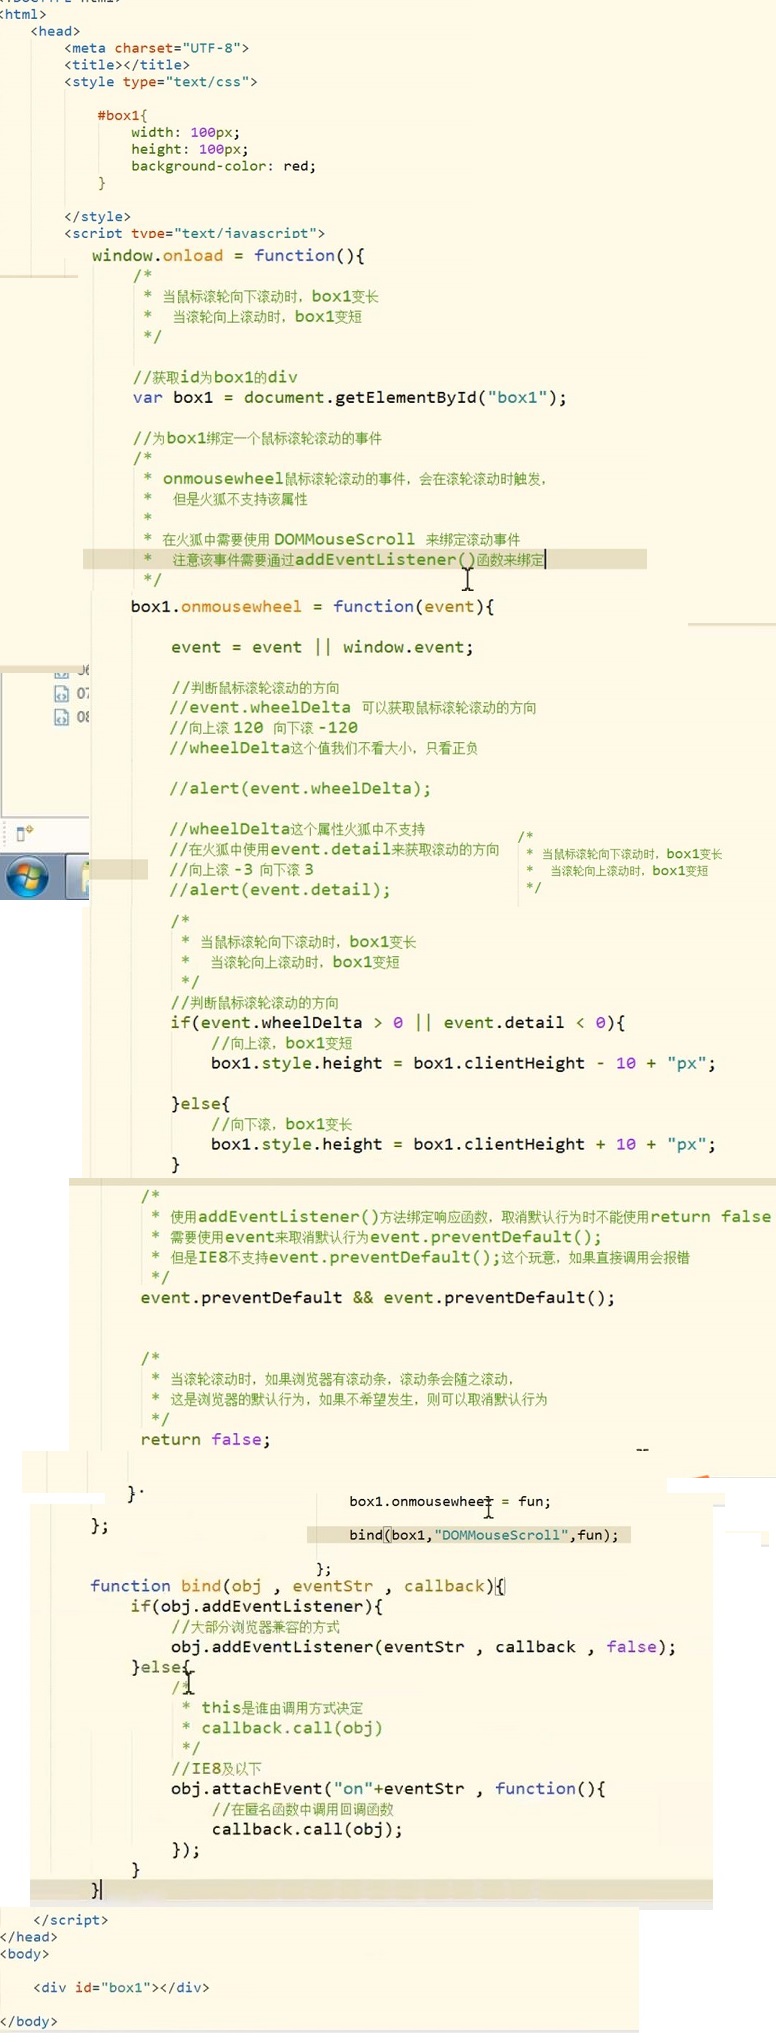 <html>
<head>
<meta charset="UTF-8">
<title></title>
<style type="text/css">
#box1{
width: 100px;
height: 100px;
background-color: red;
}
</style>
<script type="text/javascript">
window.onload = function(){
/*
* 当鼠标滚轮向下滚动时，box1变长
* 当滚轮向上滚动时，box1变短
*/
//获取id为box1的div
var box1 = document.getElementById("box1");
//为box1绑定一个鼠标滚轮滚动的事件
/*
* onmousewheel鼠标滚轮滚动的事件，会在滚轮滚动时触发，
* 但是火狐不支持该属性
*
* 在火狐中需要使用 DOMMouseScroll 来绑定滚动事件
* 注意该事件需要通过addEventListener()函数来绑定
*/
box1.onmousewheel = function(event){
event = event || window.event;
//判断鼠标滚轮滚动的方向
//event.wheelDelta 可以获取鼠标滚轮滚动的方向
//向上滚 120 向下滚 -120
//wheelDelta这个值我们不看大小，只看正负
07
08
//alert(event.wheelDelta);
//wheelDelta这个属性火狐中不支持
//在火狐中使用event.detail来获取滚动的方向
//向上滚 -3 向下滚 3
//alert(event.detail);
/*
* 当鼠标滚轮向下滚动时，box1变长
* 当滚轮向上滚动时，box1变短
*/
/*
* 当鼠标滚轮向下滚动时，box1变长
* 当滚轮向上滚动时，box1变短
*/
//判断鼠标滚轮滚动的方向
if(event.wheelDelta > 0 || event.detail < 0){
//向上滚，box1变短
box1.style.height = box1.clientHeight - 10 + "px";
}else{
//向下滚，box1变长
box1.style.height = box1.clientHeight + 10 + "px";
}
/*
* 使用addEventListener()方法绑定响应函数，取消默认行为时不能使用return false
* 需要使用event来取消默认行为event.preventDefault();
* 但是IE8不支持event.preventDefault();这个玩意，如果直接调用会报错
*/
event.preventDefault && event.preventDefault();
/*
* 当滚轮滚动时，如果浏览器有滚动条，滚动条会随之滚动，
* 这是浏览器的默认行为，如果不希望发生，则可以取消默认行为
*/
return false;
}
box1.onmousewheel = fun;
};
bind(box1,"DOMMouseScroll",fun);
};
function bind(obj , eventStr , callback){
if(obj.addEventListener){
//大部分浏览器兼容的方式
obj.addEventListener(eventStr , callback , false);
}else{
/*
* this是谁由调用方式决定
* callback.call(obj)
*/
//IE8及以下
obj.attachEvent("on"+eventStr , function(){
//在匿名函数中调用回调函数
callback.call(obj);
});
}
}
</script>
</head>
<body>
<div id="box1"></div>
</body>